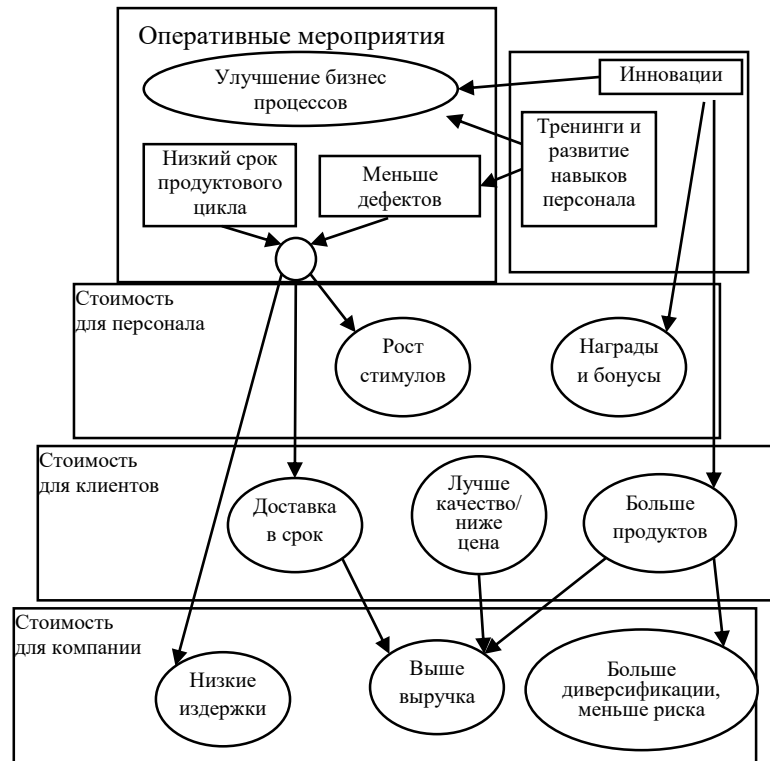 Оперативные мероприятия
Улучшение бизнес
процессов
Инновации
Тренинги и
развитие
навыков
персонала
Низкий срок
продуктового
цикла
Меньше
дефектов
Стоимость
для персонала
Рост
стимулов
Награды
и бонусы
Стоимость
для клиентов
Доставка
в срок
Лучше
качество/
ниже
цена
Больше
продуктов
Стоимость
для компании
Низкие
издержки
Выше
выручка
Больше
диверсификации,
меньше риска